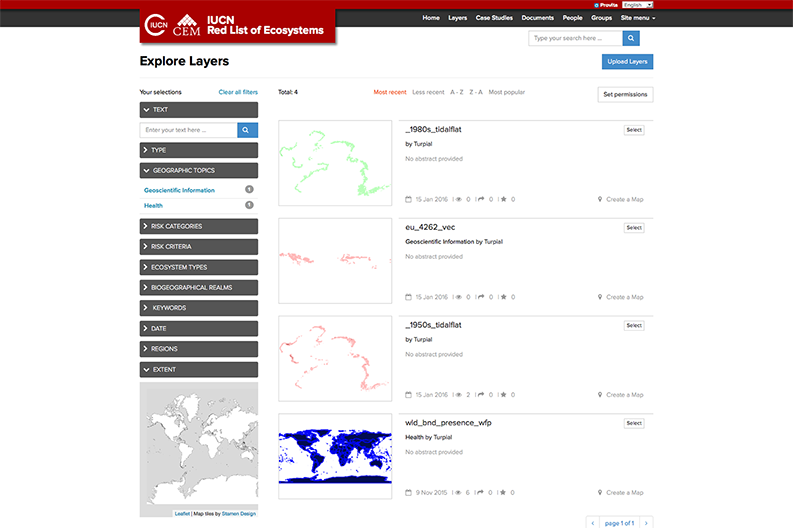 Provita English
IUCN CEM IUCN
Red List of Ecosystems
Home Layers Case Studies Documents People Groups Site menu
Type your search here ...
Explore Layers
Upload Layers
Your selections Clear all filters
Total: 4 Most recent Less recent A - Z Z - A Most popular
Set permissions
TEXT
Enter your text here ...
TYPE
GEOGRAPHIC TOPICS
Geoscientific Information 1
Health 1
RISK CATEGORIES
RISK CRITERIA
ECOSYSTEM TYPES
BIOGEOGRAPHICAL REALMS
KEYWORDS
DATE
REGIONS
EXTENT
Leaflet | Map tiles by Stamen Design
_1980s_tidalflat Select
by Turpial
No abstract provided
15 Jan 2016 | 0 | 0 | 0 Create a Map
eu_4262_vec Select
Geoscientific Information by Turpial
No abstract provided
15 Jan 2016 | 0 | 0 | 0 Create a Map
_1950s_tidalflat Select
by Turpial
No abstract provided
15 Jan 2016 | 2 | 0 | 0 Create a Map
wld_bnd_presence_wfp Select
Health by Turpial
No abstract provided
9 Nov 2015 | 6 | 0 | 0 Create a Map
‹ page 1 of 1 ›